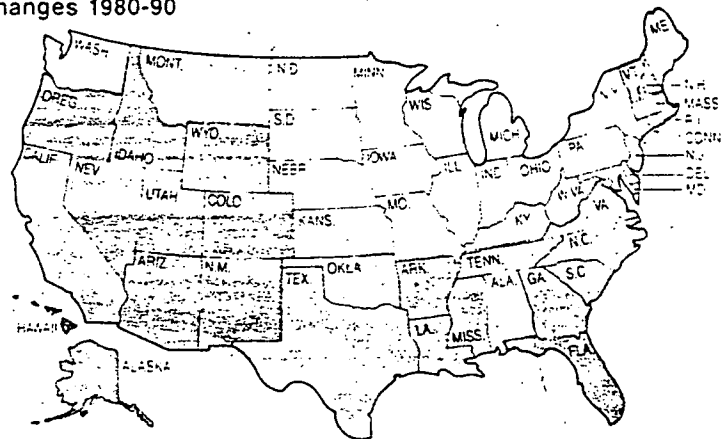 hanges 1980-90
WASH
MONT.
N.D
MINN
ME
OREG.
S.D
WIS
MICH
N.Y
VT
N.H
MASS
R.I
CONN
IDAHO
WYO.
IOWA
PA
N.J
DEL
MD
CALIF
NEV
UTAH
COLO
NEBR
ILL
IND
OHIO
W.VA
VA
KANS.
MO.
KY
N.C.
ARIZ
N.M.
OKLA
ARK.
TENN.
S.C
TEX.
LA.
MISS.
ALA.
GA
FLA.
HAWAII
ALASKA